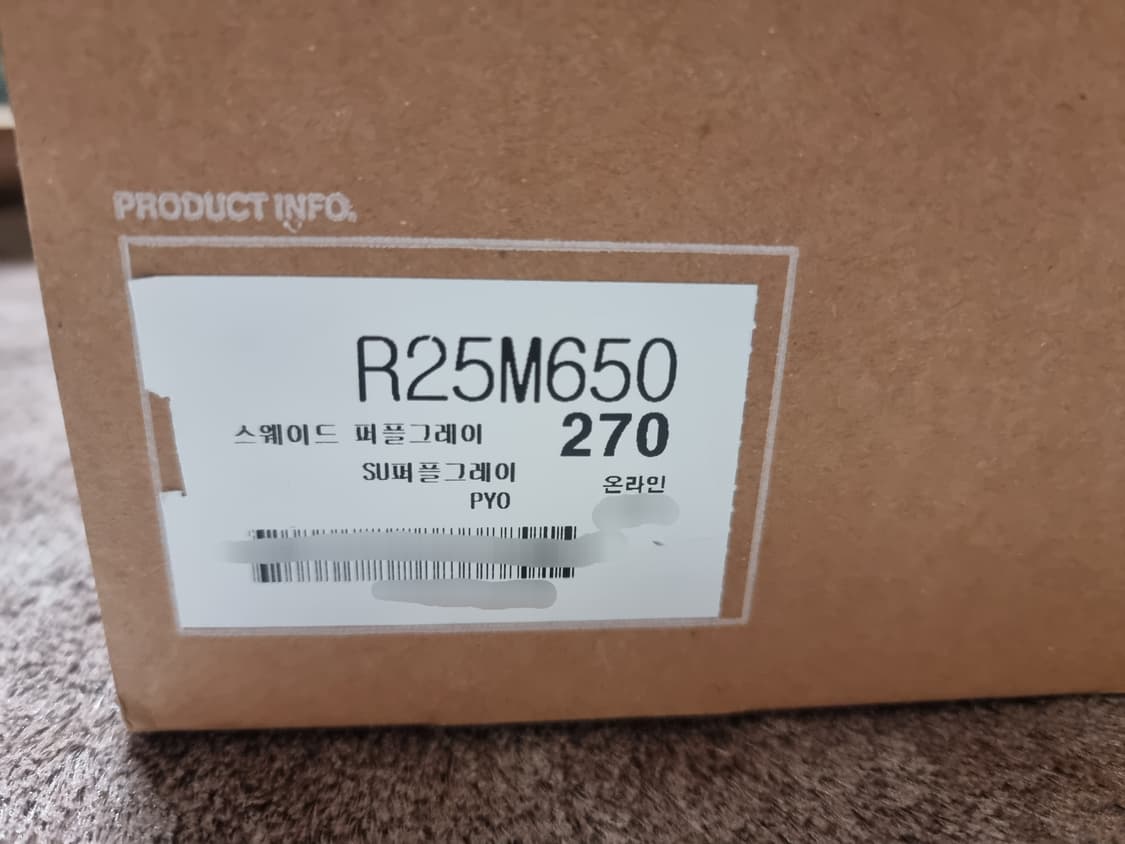 PRODUCT INFO.
R25M650
스웨이드 퍼플그레이 270
SU퍼플그레이
온라인
PYO